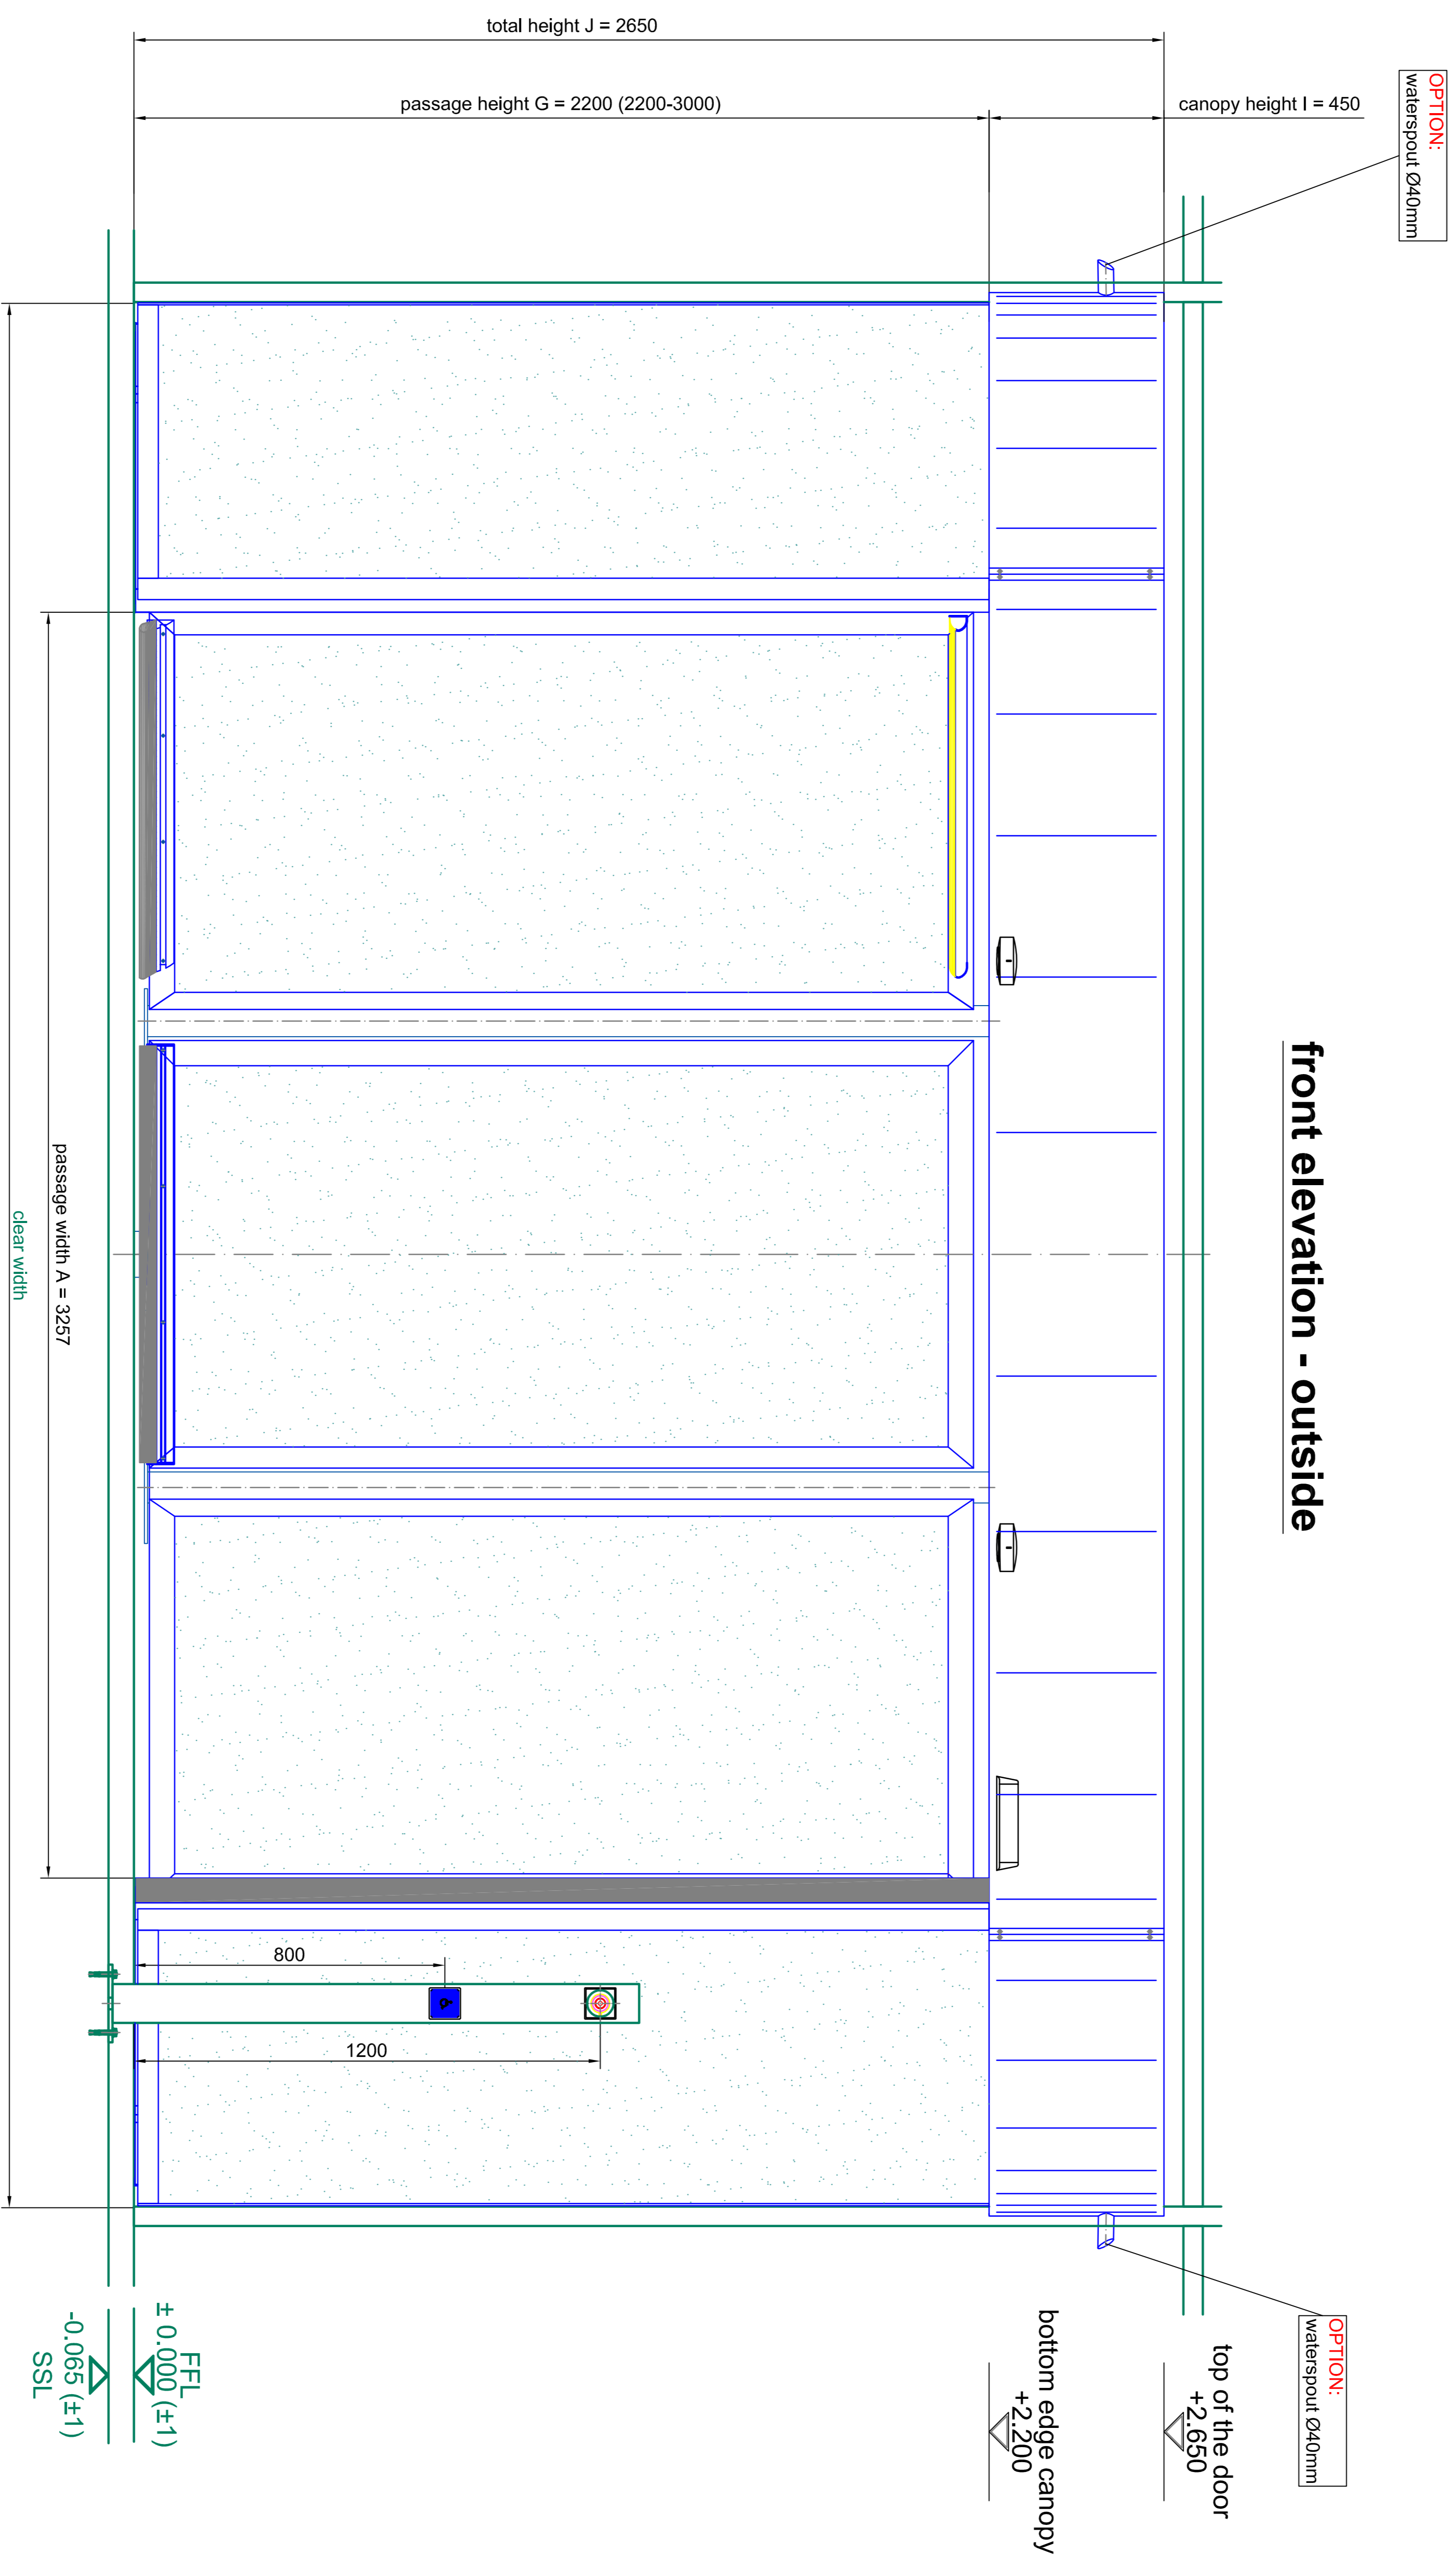 front elevation - outside
OPTION:
waterspout Ø40mm
OPTION:
waterspout Ø40mm
total height J = 2650
passage height G = 2200 (2200-3000)
canopy height I = 450
top of the door
+2.650
bottom edge canopy
+2.200
800
1200
FFL
± 0.000 (±1)
-0.065 (±1)
SSL
passage width A = 3257
clear width